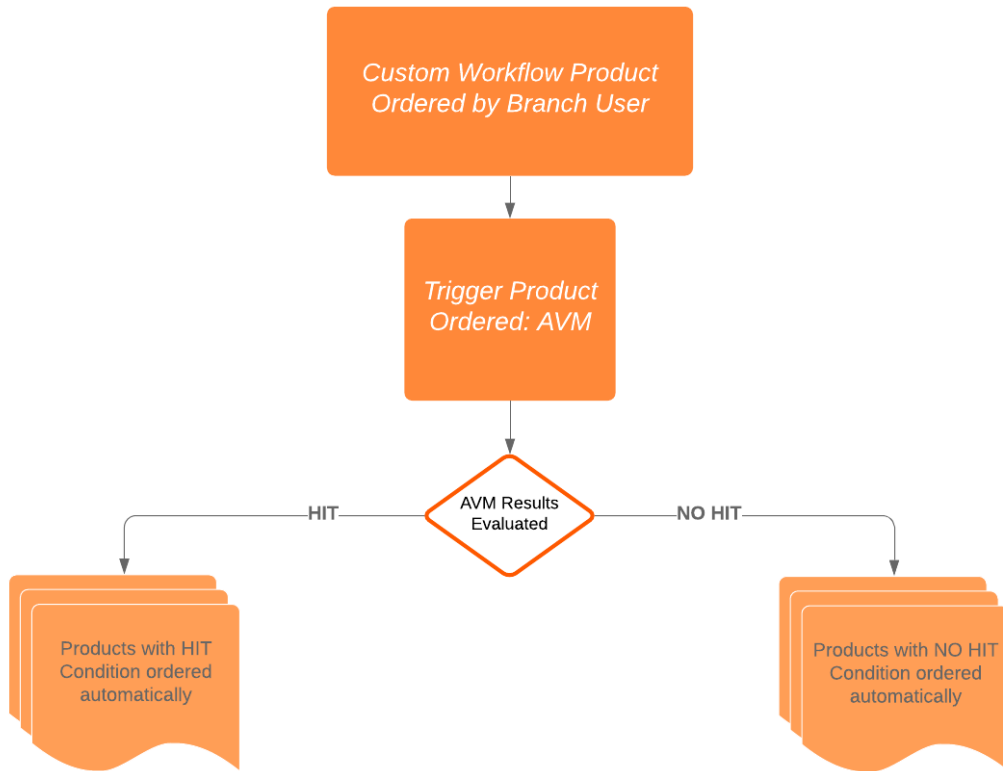 Custom Workflow Product
Ordered by Branch User
Trigger Product
Ordered: AVM
AVM Results
Evaluated
HIT
NO HIT
Products with HIT
Condition ordered
automatically
Products with NO HIT
Condition ordered
automatically